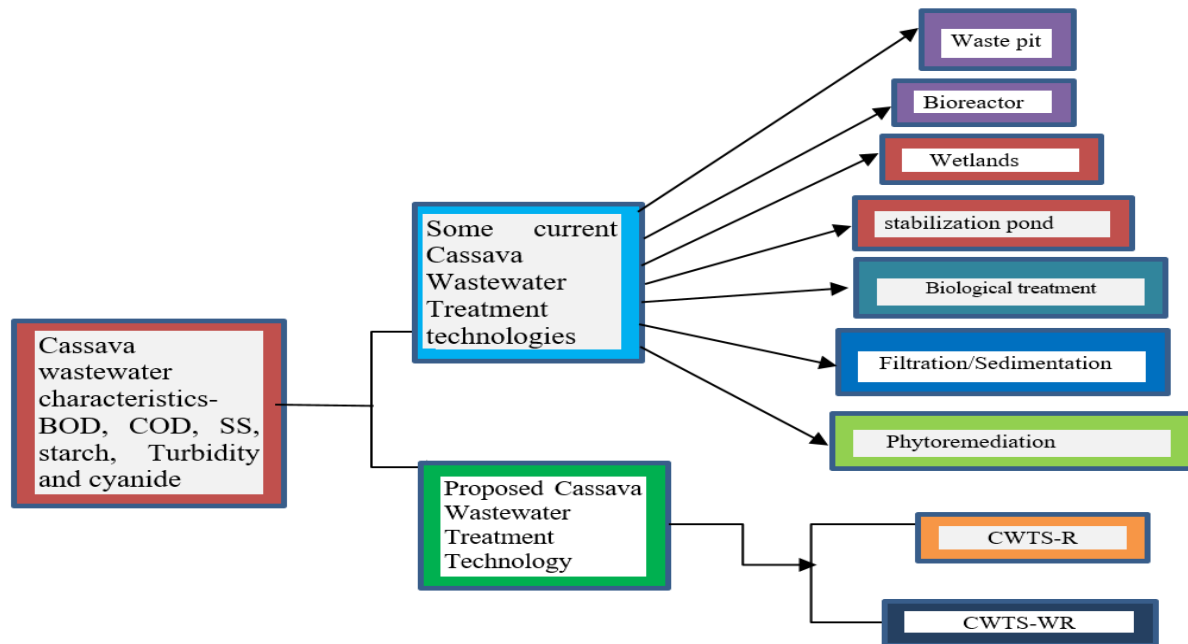 Cassava
wastewater
characteristics-
BOD, COD, SS,
starch, Turbidity
and cyanide
Some current
Cassava
Wastewater
Treatment
technologies
Waste pit
Bioreactor
Wetlands
stabilization pond
Biological treatment
Filtration/Sedimentation
Phytoremediation
Proposed Cassava
Wastewater
Treatment
Technology
CWTS-R
CWTS-WR